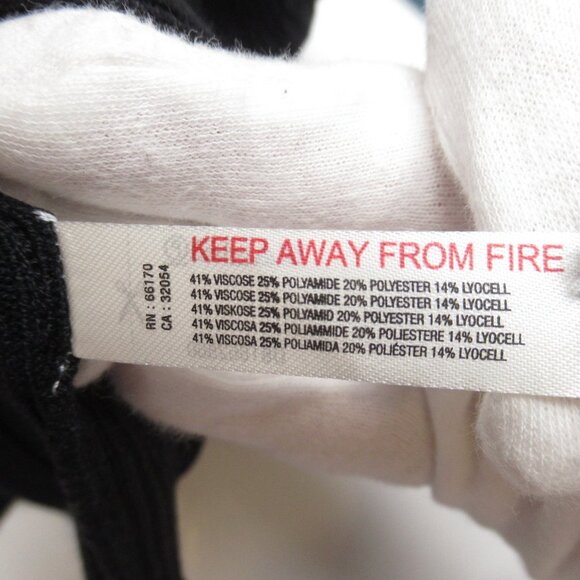 KEEP AWAY FROM FIRE
RN : 66170
CA : 32054
41% VISCOSE 25% POLYAMIDE 20% POLYESTER 14% LYOCELL
41% VISCOSE 25% POLYAMIDE 20% POLYESTER 14% LYOCELL
41% VISKOSE 25% POLYAMID 20% POLYESTER 14% LYOCELL
41% VISCOSA 25% POLIAMMIDE 20% POLIESTERE 14% LYOCELL
41% VISCOSA 25% POLIAMIDA 20% POLIÉSTER 14% LYOCELL